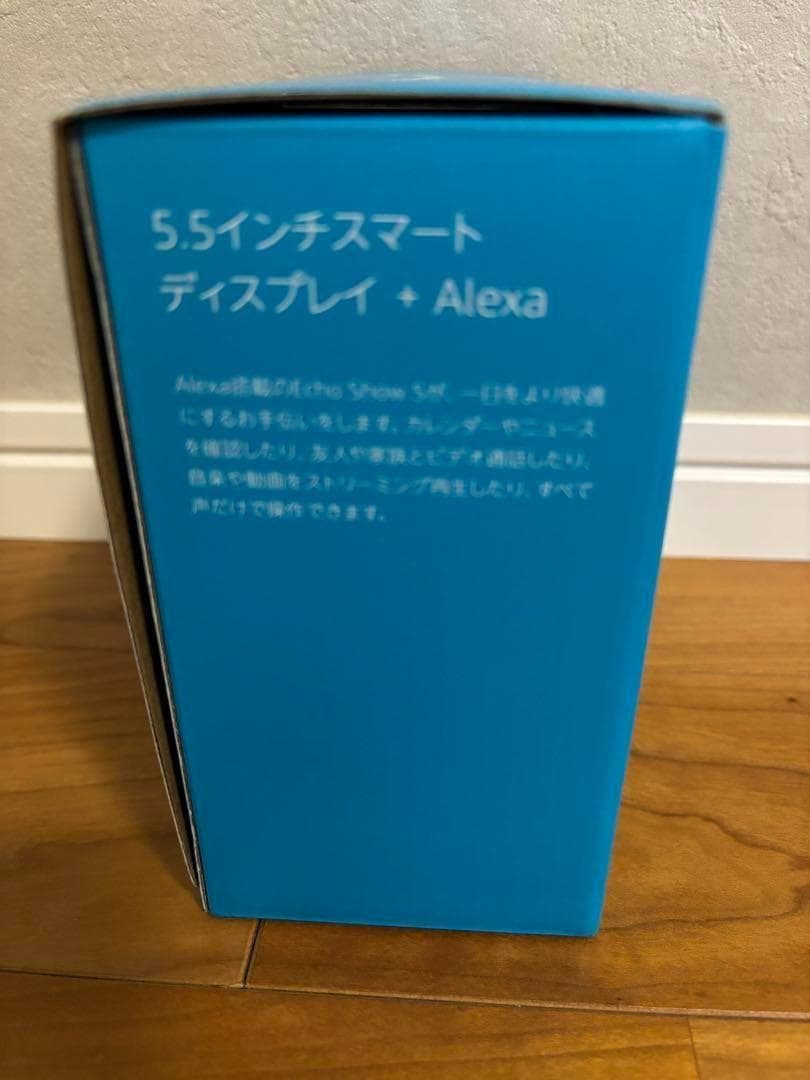 5.5インチスマート
ディスプレイ + Alexa
Alexa搭載のEcho Show 5が、一日をより快適
にするお手伝いをします。カレンダーやニュース
を確認したり、友人や家族とビデオ通話したり、
音楽や動画をストリーミング再生したり、すべて
声だけで操作できます。